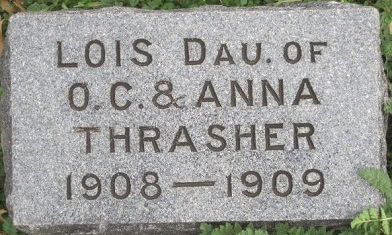 LOIS DAU. OF
O.C. & ANNA
THRASHER
1908 — 1909